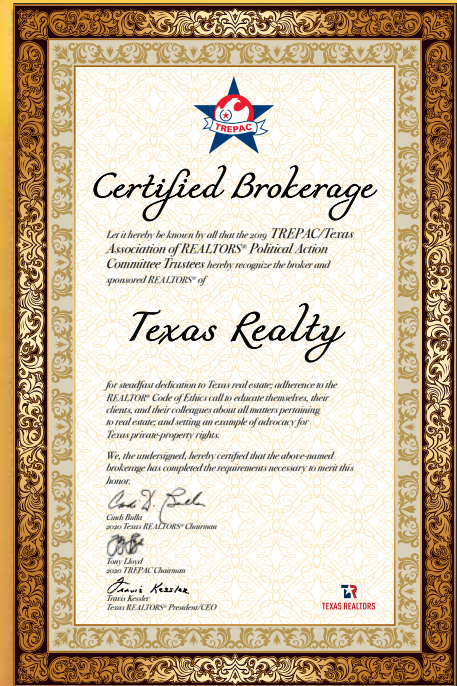 TREPAC
Certified Brokerage
Let it hereby be known by all that the 2019 TREPAC/Texas
Association of REALTORS® Political Action
Committee Trustees hereby recognize the broker and
sponsored REALTORS® of
Texas Realty
for steadfast dedication to Texas real estate; adherence to the
REALTOR® Code of Ethics call to educate themselves, their
clients, and their colleagues about all matters pertaining
to real estate; and setting an example of advocacy for
Texas private-property rights.
We, the undersigned, hereby certified that the above-named
brokerage has completed the requirements necessary to merit this
honor.
Cindi D. Bulla
Cindi Bulla
2020 Texas REALTORS® Chairman
Tony Lloyd
2020 TREPAC Chairman
Travis Kessler
Travis Kessler
Texas REALTORS® President/CEO
TR
TEXAS REALTORS